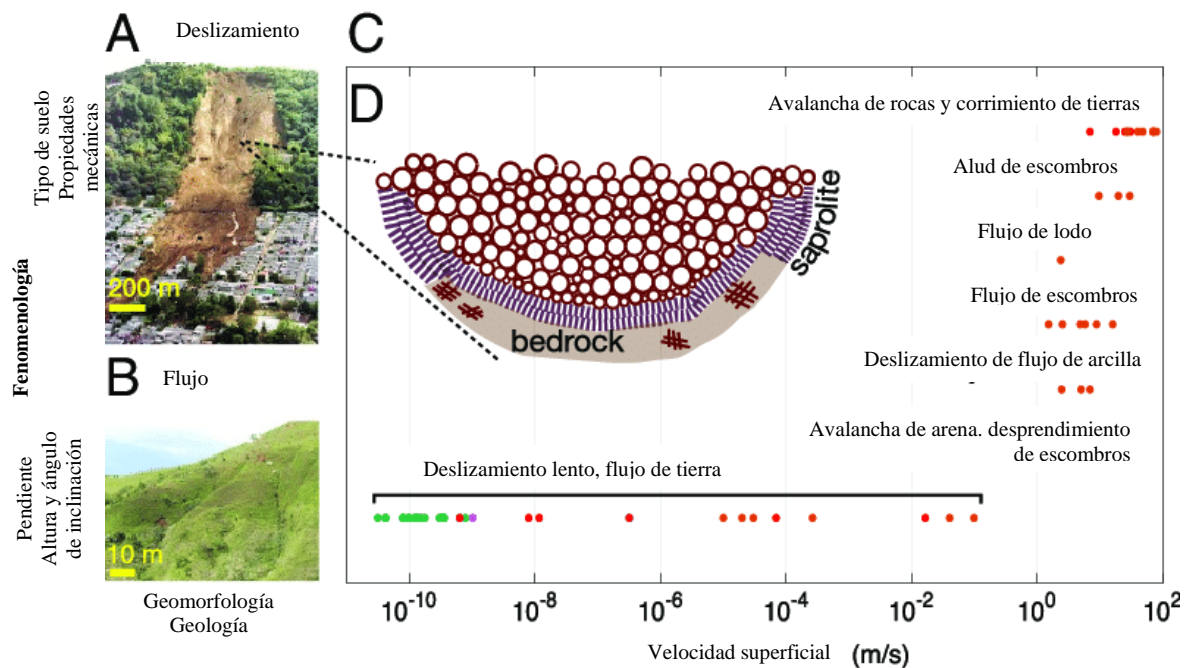 A
Deslizamiento
Tipo de suelo
Propiedades
mecánicas
200 m
Fenomenología
B
Flujo
Pendiente
Altura y ángulo
de inclinación
10 m
Geomorfología
Geología
C
D
Avalancha de rocas y corrimiento de tierras
Alud de escombros
Flujo de lodo
Flujo de escombros
Deslizamiento de flujo de arcilla
Avalancha de arena. desprendimiento
de escombros
saprolite
bedrock
Deslizamiento lento, flujo de tierra
10⁻¹⁰ 10⁻⁸ 10⁻⁶ 10⁻⁴ 10⁻² 10⁰ 10²
Velocidad superficial (m/s)